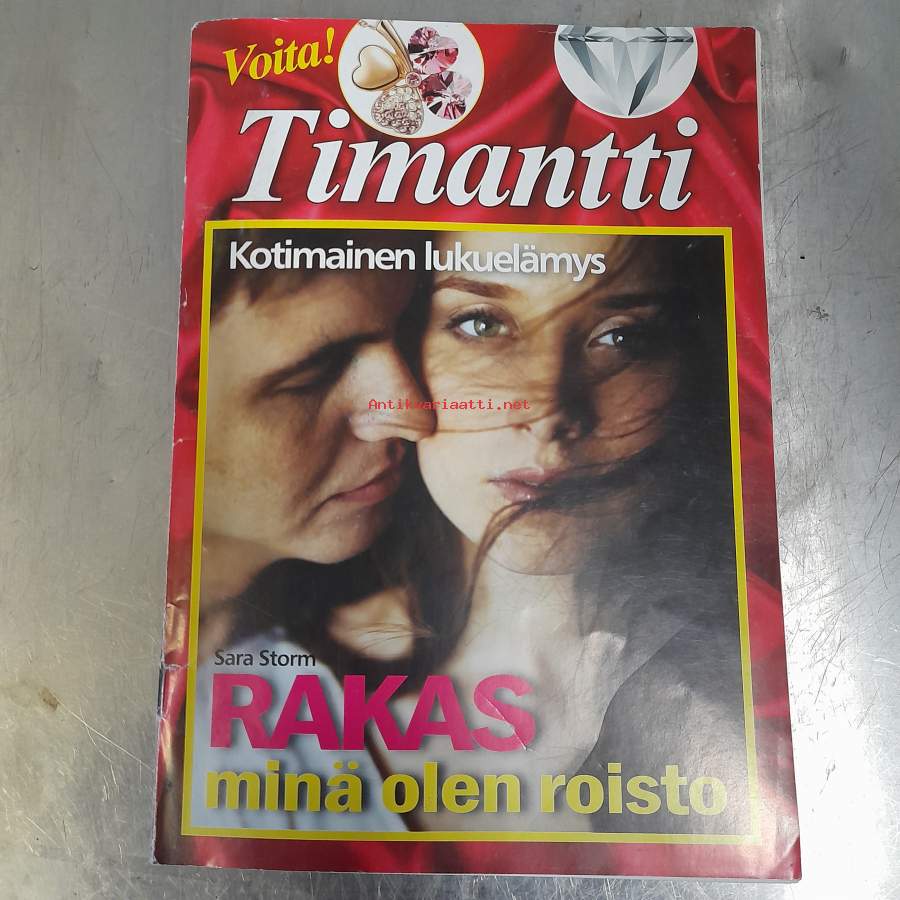 Voita!
Timantti
Kotimainen lukuelämys
Antikvariaatti.net
Sara Storm
RAKAS
minä olen roisto